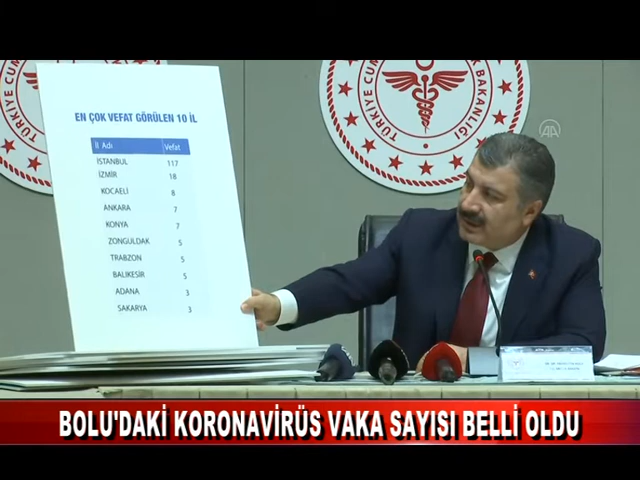 EN ÇOK VEFAT GÖRÜLEN 10 İL
İl Adı Vefat
İSTANBUL 117
İZMİR 18
KOCAELİ 8
ANKARA 7
KONYA 7
ZONGULDAK 5
TRABZON 5
BALIKESİR 5
ADANA 3
SAKARYA 3
AA
BOLU'DAKİ KORONAVİRÜS VAKA SAYISI BELLİ OLDU